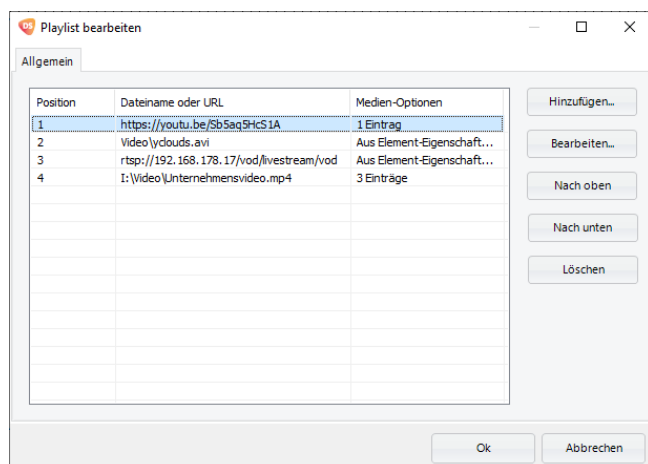 DS Playlist bearbeiten
Allgemein
Position Dateiname oder URL Medien-Optionen
1 https://youtu.be/Sb5aq5HcS1A 1 Eintrag
2 Video\yclouds.avi Aus Element-Eigenschaft...
3 rtsp://192.168.178.17/vod/livestream/vod Aus Element-Eigenschaft...
4 I:\Video\Unternehmensvideo.mp4 3 Einträge
Hinzufügen...
Bearbeiten...
Nach oben
Nach unten
Löschen
Ok Abbrechen